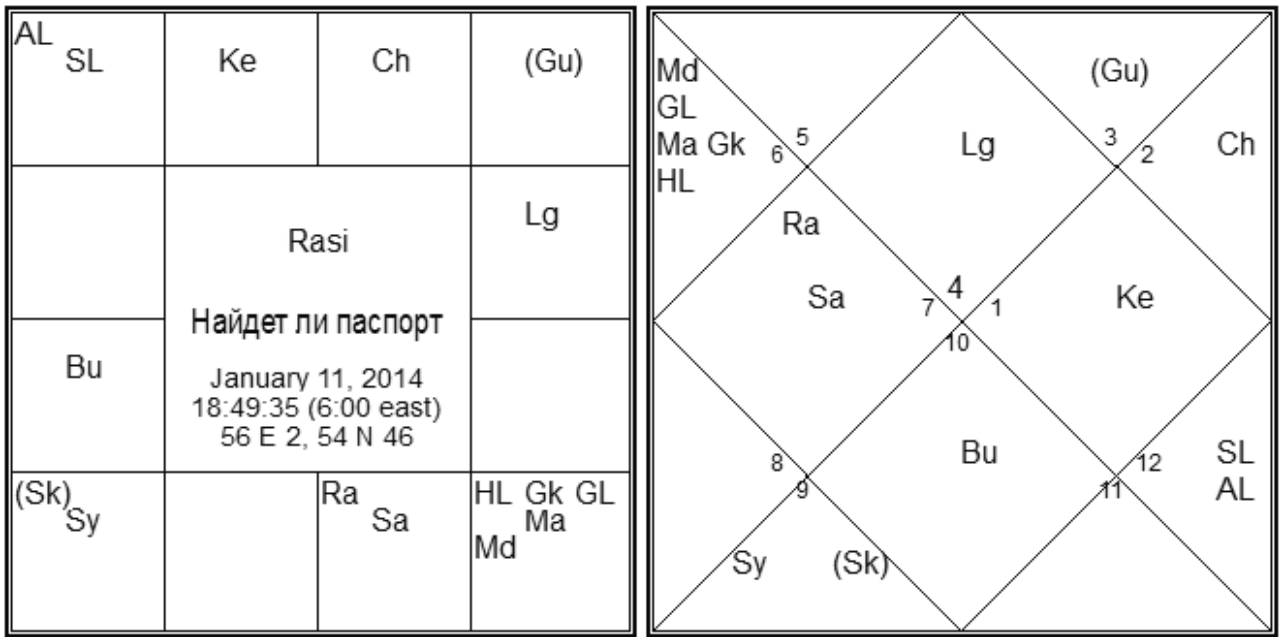 AL
SL
Ke
Ch
(Gu)
Lg
Rasi
Найдет ли паспорт
January 11, 2014
18:49:35 (6:00 east)
56 E 2, 54 N 46
Bu
(Sk)
Sy
Ra
Sa
HL Gk GL
Ma
Md
Md
GL
Ma Gk
HL
6
5
Lg
(Gu)
3
2
Ch
Ra
Sa
7
4
1
10
Ke
8
9
Bu
12
11
SL
AL
Sy
(Sk)